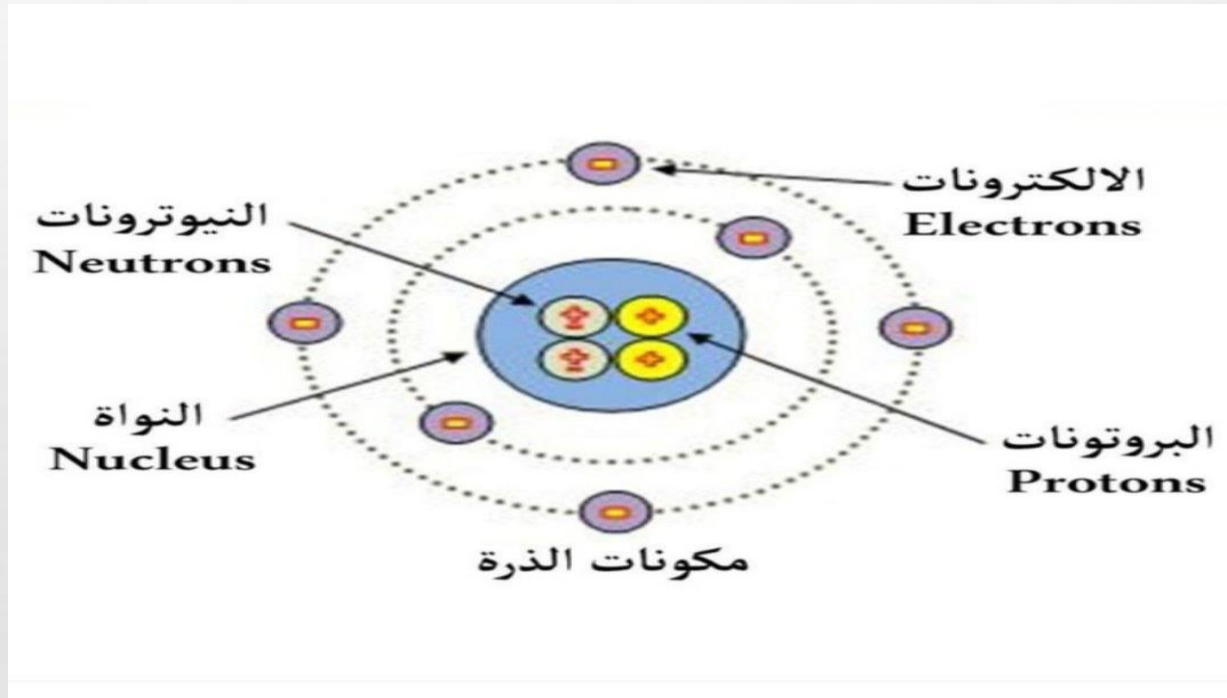 الالكترونات
Electrons
النيوترونات
Neutrons
النواة
Nucleus
البروتونات
Protons
مكونات الذرة